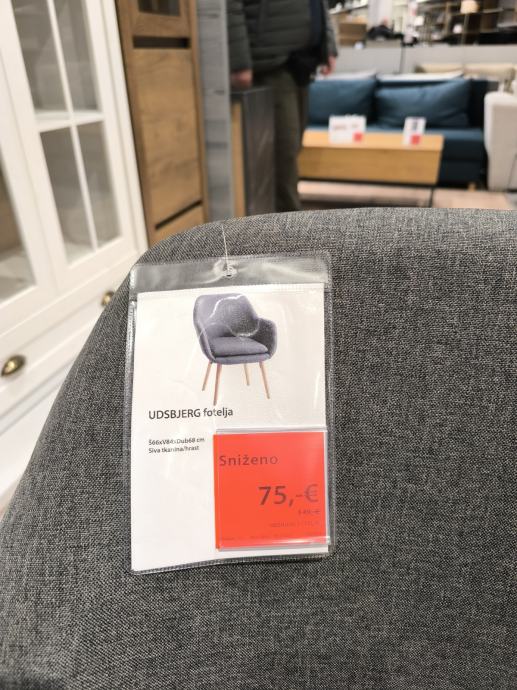 UDSBJERG fotelja
Š66xV84xDub68 cm
Siva tkanina/hrast
Sniženo
75,-€